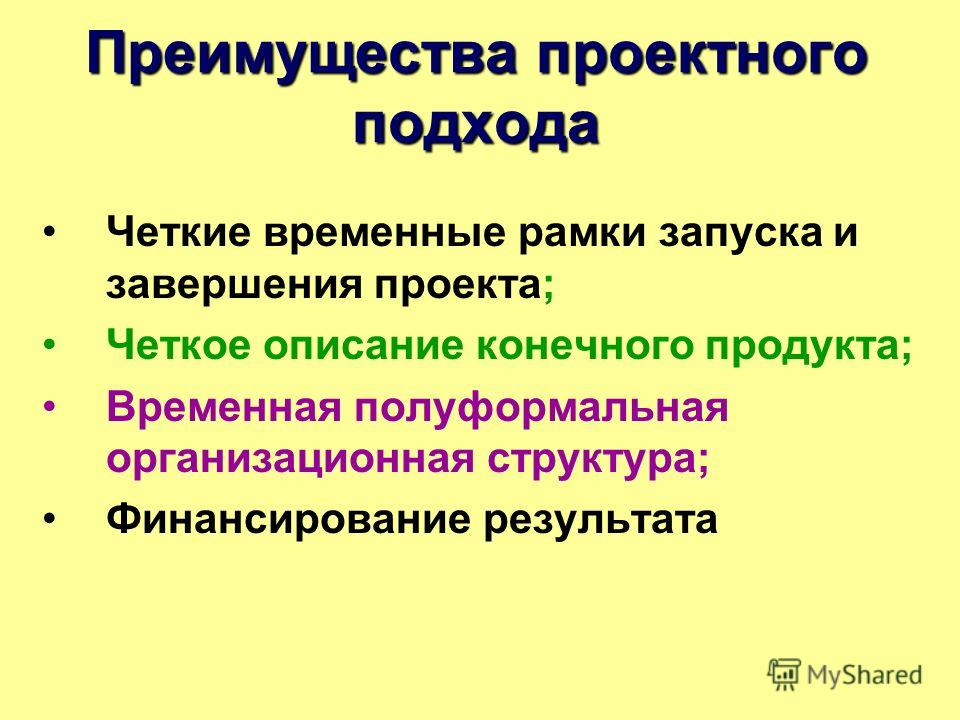 Преимущества проектного
подхода
• Четкие временные рамки запуска и
завершения проекта;
• Четкое описание конечного продукта;
• Временная полуформальная
организационная структура;
• Финансирование результата
MyShared